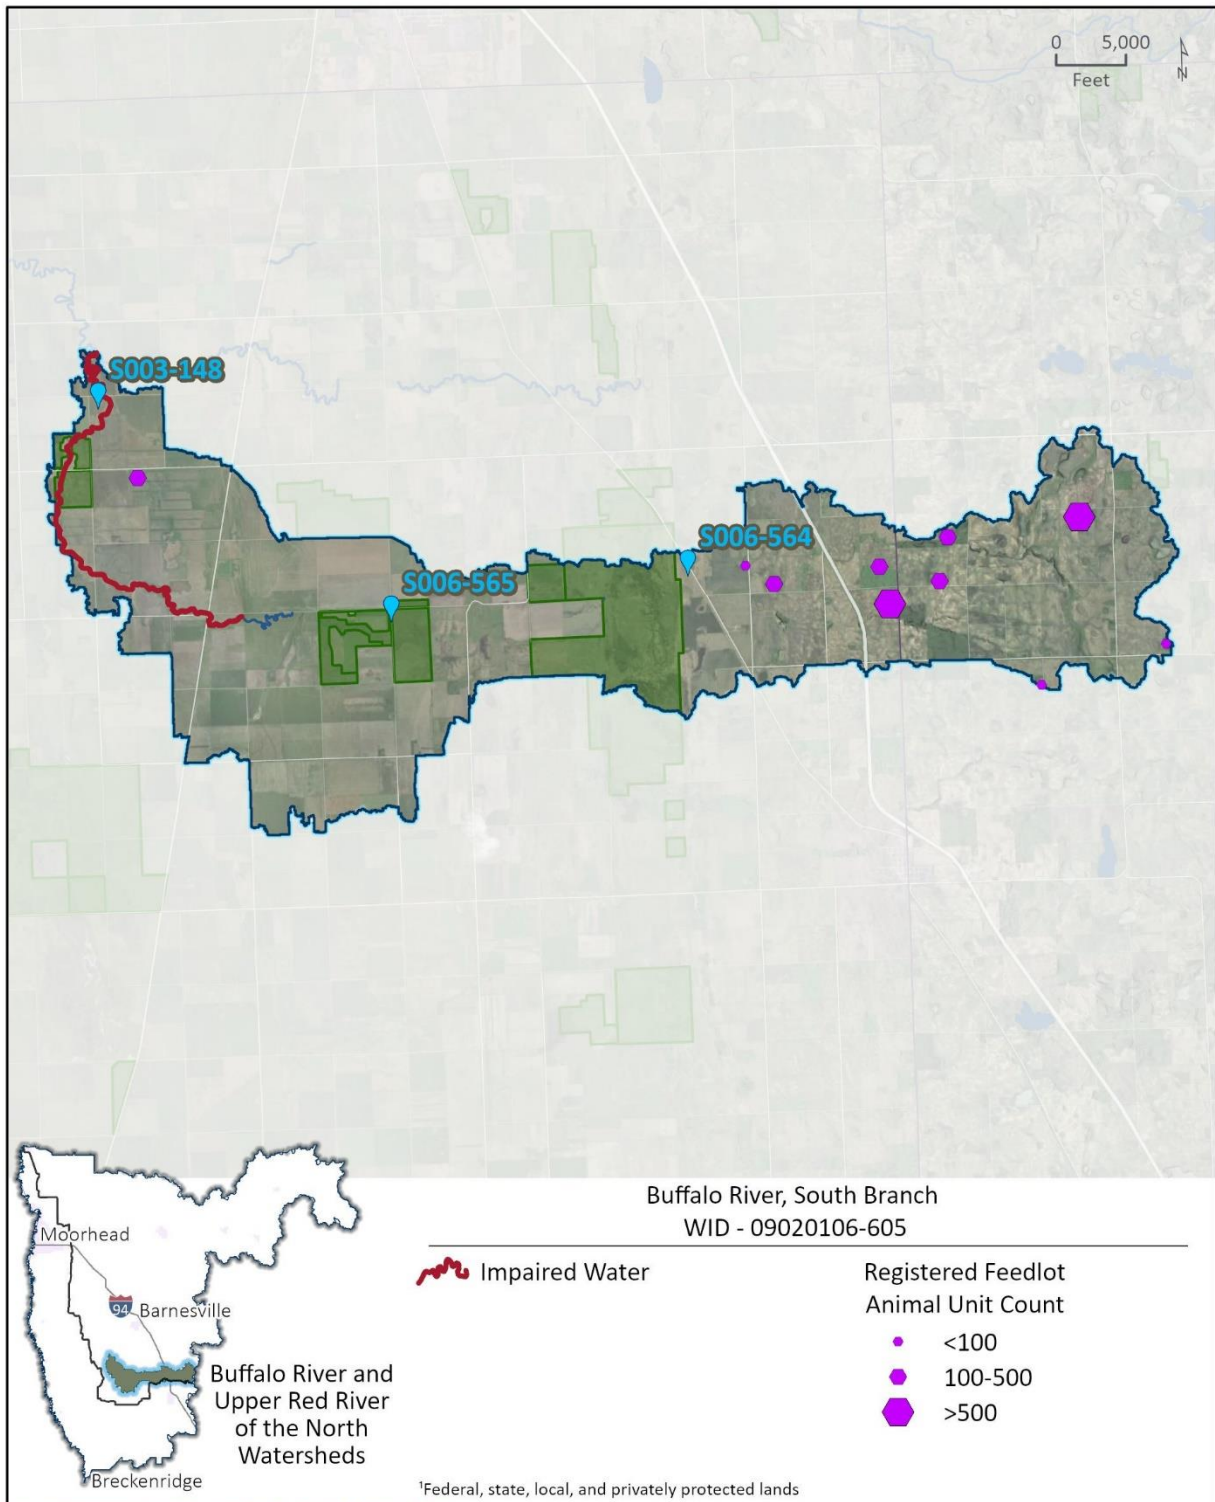 0 5,000
Feet
N
S003-148
S006-564
S006-565
Buffalo River, South Branch
WID - 09020106-605
Impaired Water
Registered Feedlot
Animal Unit Count
<100
100-500
>500
Moorhead
94
Barnesville
Buffalo River and
Upper Red River
of the North
Watersheds
Breckenridge
¹Federal, state, local, and privately protected lands